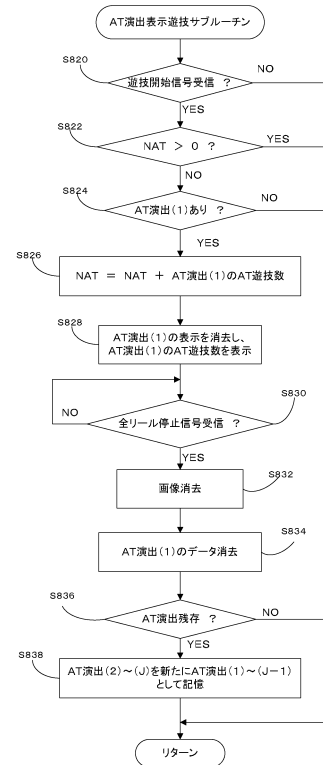 AT演出表示遊技サブルーチン
S820
遊技開始信号受信 ?
NO
YES
S822
NAT > 0 ?
YES
NO
S824
AT演出(1)あり ?
NO
YES
S826
NAT = NAT + AT演出(1)のAT遊技数
S828
AT演出(1)の表示を消去し、
AT演出(1)のAT遊技数を表示
S830
全リール停止信号受信 ?
NO
YES
S832
画像消去
S834
AT演出(1)のデータ消去
S836
AT演出残存 ?
NO
YES
S838
AT演出(2)~(J)を新たにAT演出(1)~(J-1)
として記憶
リターン